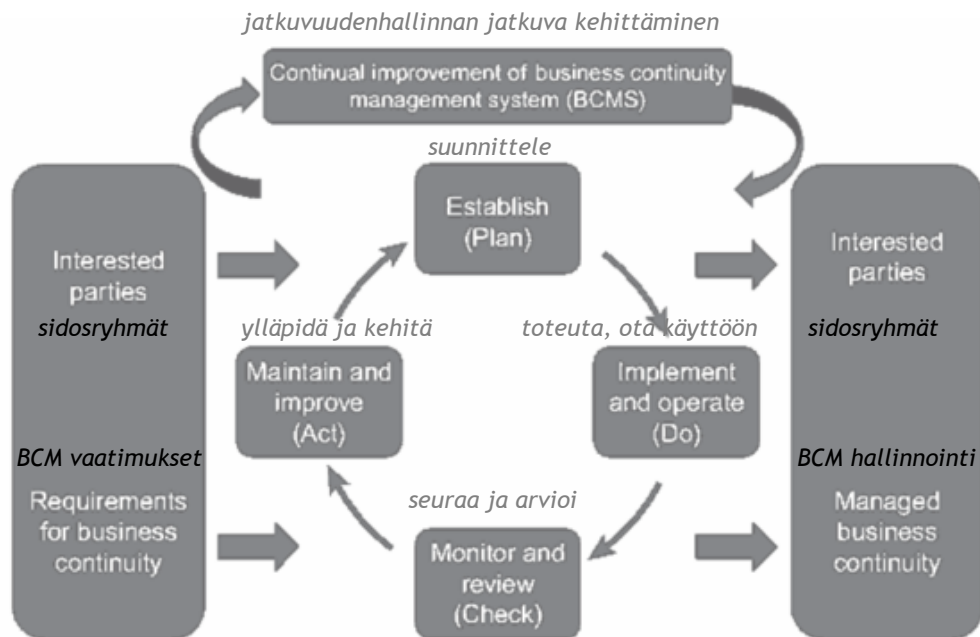 jatkuvuudenhallinnan jatkuva kehittäminen
Continual improvement of business continuity
management system (BCMS)
suunnittele
Establish
(Plan)
Interested
parties
sidosryhmät
Interested
parties
sidosryhmät
ylläpidä ja kehitä
toteuta, ota käyttöön
Maintain and
improve
(Act)
Implement
and operate
(Do)
BCM vaatimukset
Requirements
for business
continuity
BCM hallinnointi
Managed
business
continuity
seuraa ja arvioi
Monitor and
review
(Check)